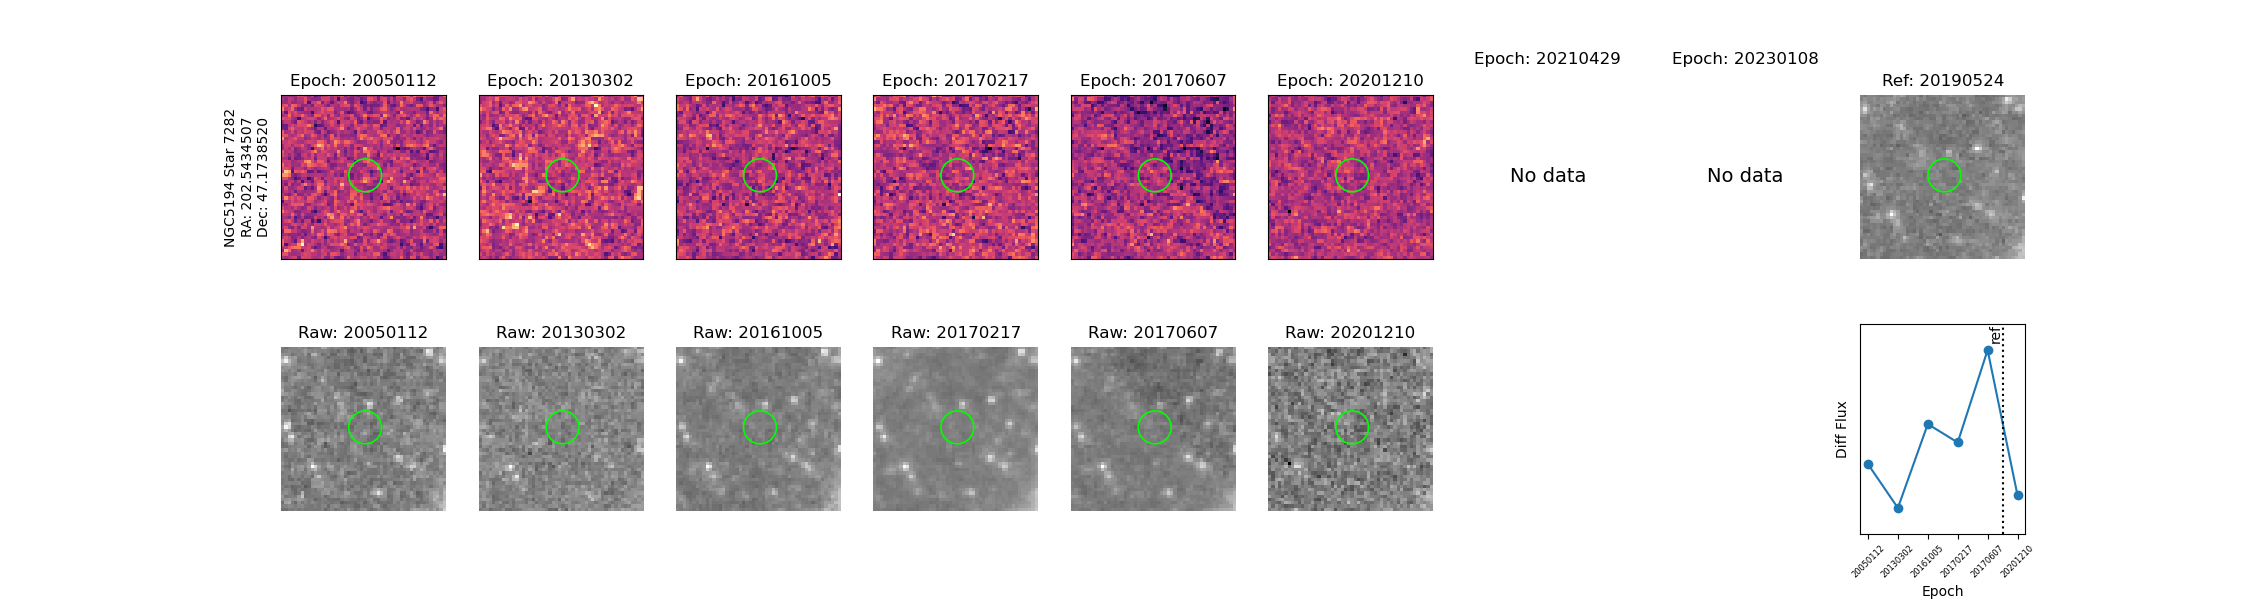 NGC5194 Star 7282
RA: 202.5434507
Dec: 47.1738520
Epoch: 20050112
Epoch: 20130302
Epoch: 20161005
Epoch: 20170217
Epoch: 20170607
Epoch: 20201210
Epoch: 20210429
Epoch: 20230108
Ref: 20190524
No data
No data
Raw: 20050112
Raw: 20130302
Raw: 20161005
Raw: 20170217
Raw: 20170607
Raw: 20201210
ref
Diff Flux
20050112
20130302
20161005
20170217
20170607
20201210
Epoch